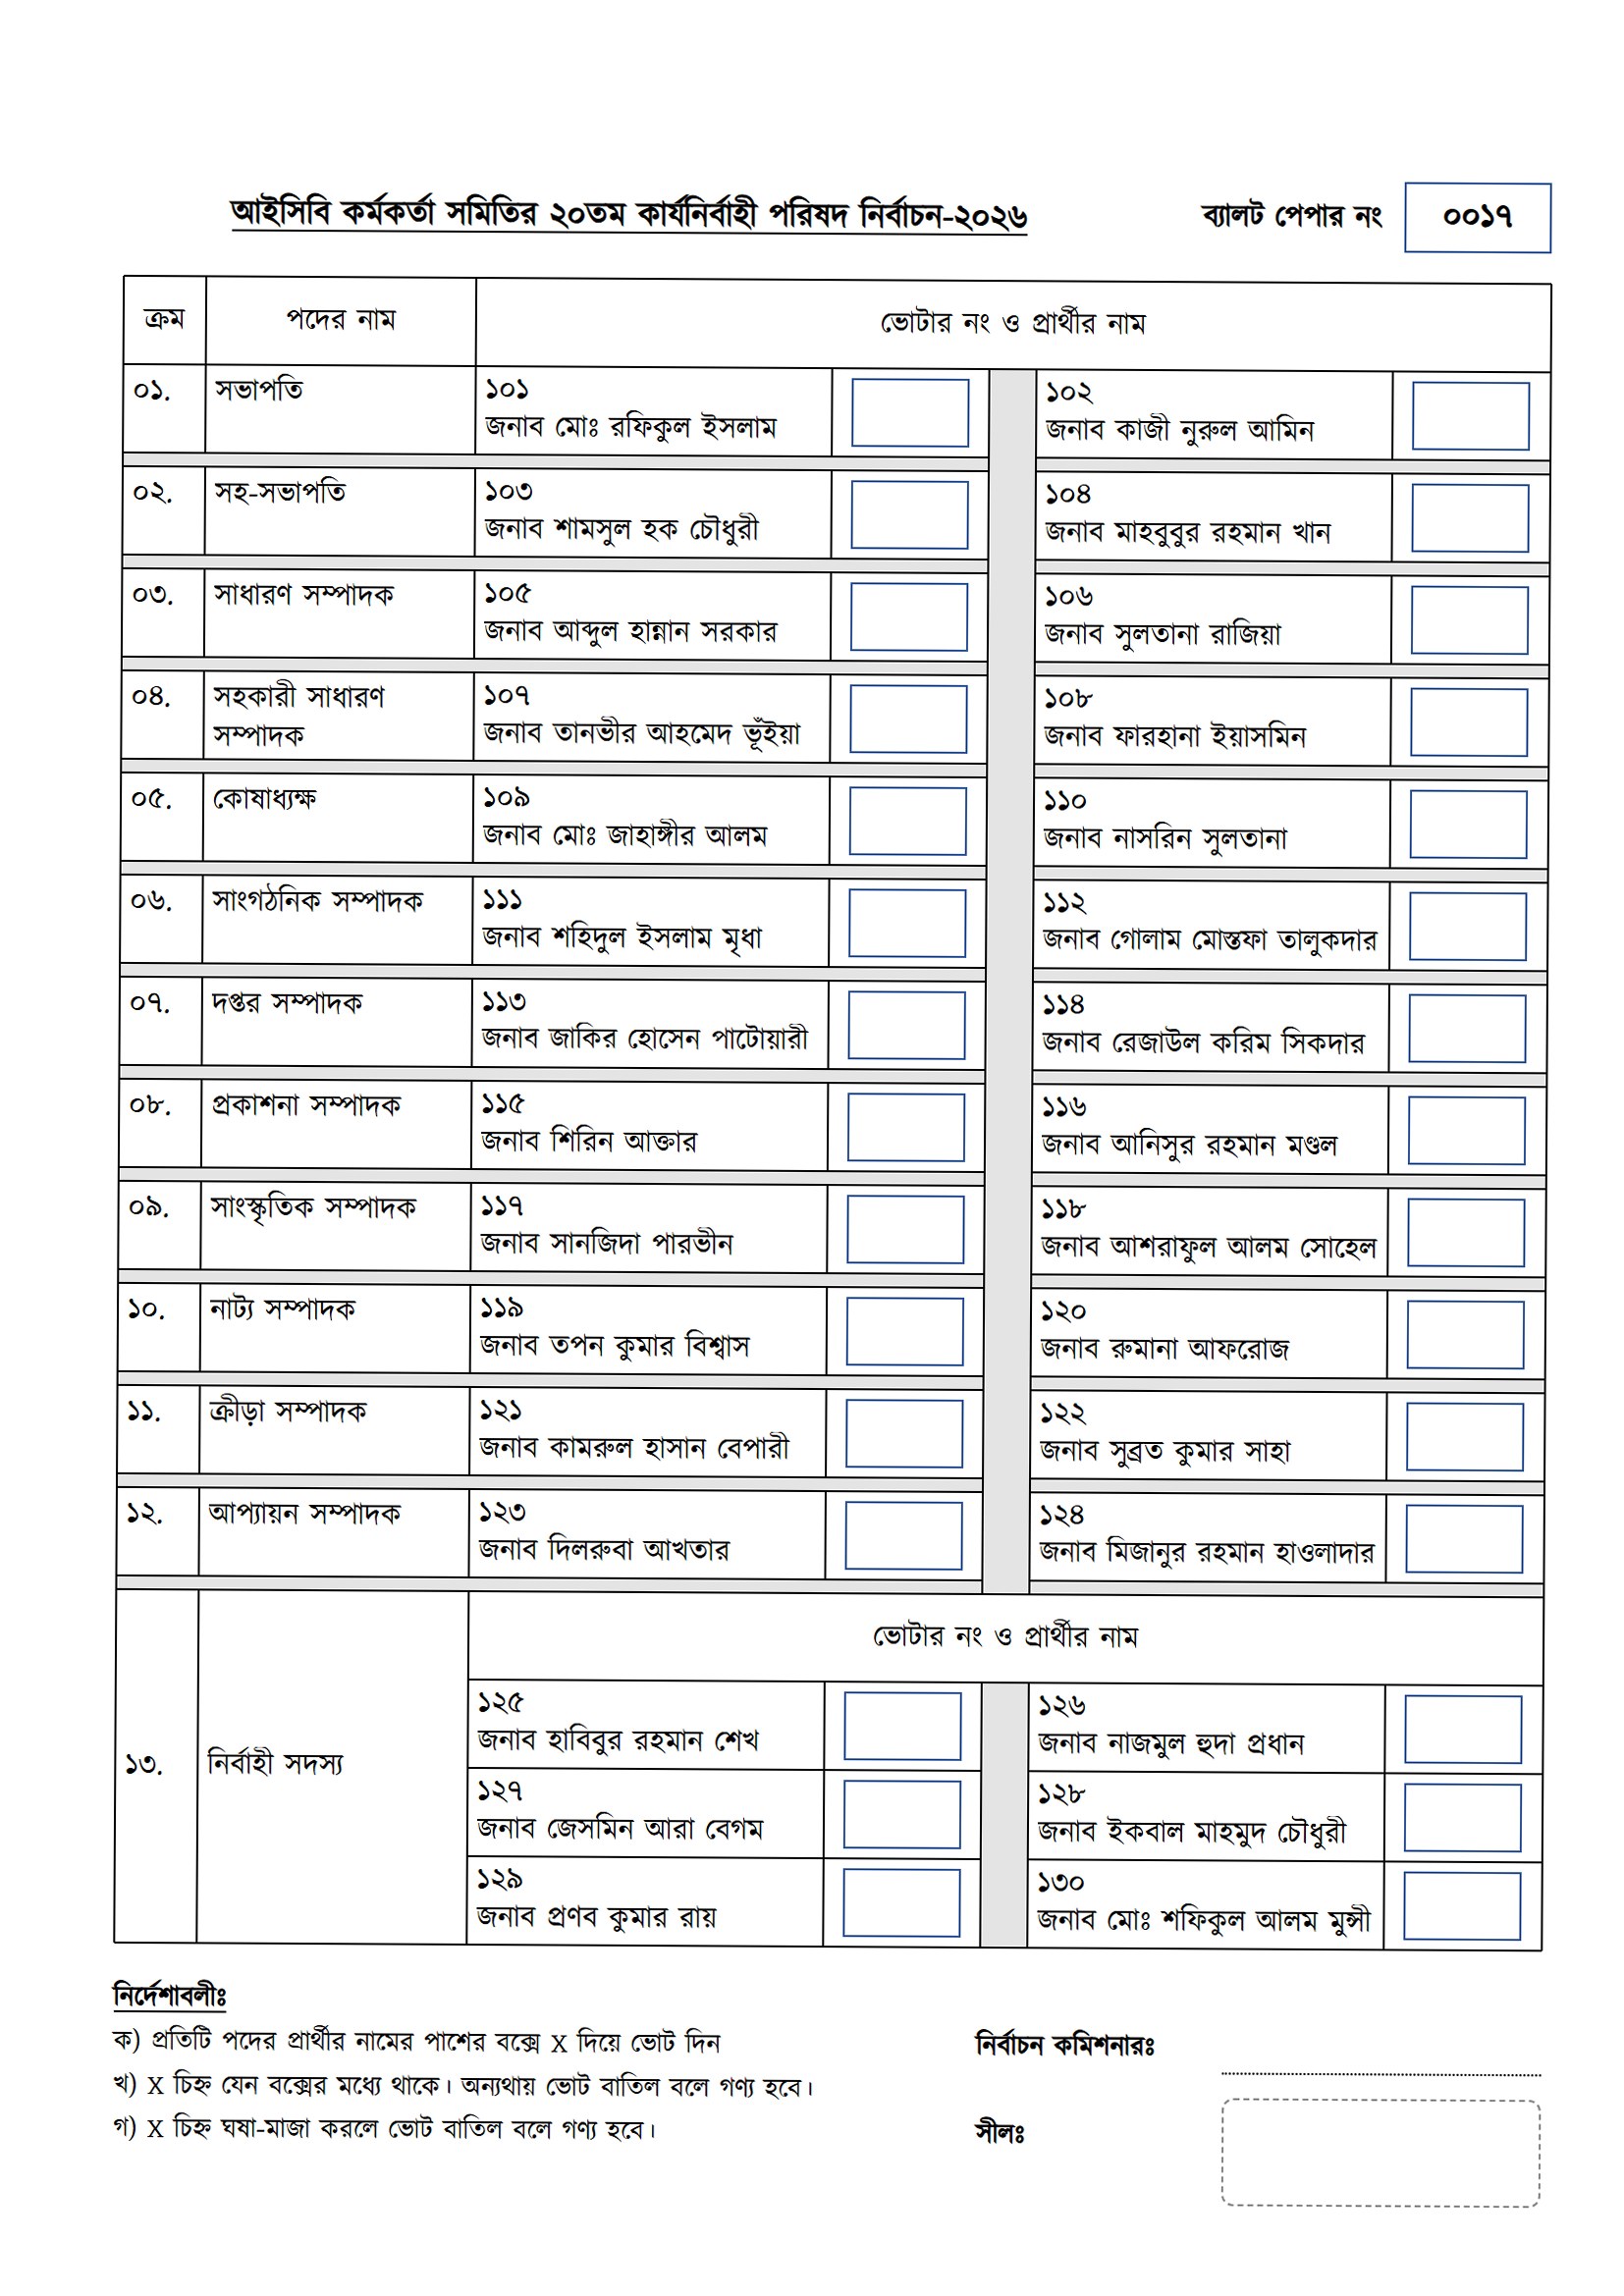 আইসিবি কর্মকর্তা সমিতির ২০তম কার্যনির্বাহী পরিষদ নির্বাচন-২০২৬ ব্যালট পেপার নং ০০১৭
ক্রম পদের নাম ভোটার নং ও প্রার্থীর নাম
০১. সভাপতি ১০১ ১০২
জনাব মোঃ রফিকুল ইসলাম জনাব কাজী নুরুল আমিন
০২. সহ-সভাপতি ১০৩ ১০৪
জনাব শামসুল হক চৌধুরী জনাব মাহবুবুর রহমান খান
০৩. সাধারণ সম্পাদক ১০৫ ১০৬
জনাব আব্দুল হান্নান সরকার জনাব সুলতানা রাজিয়া
০৪. সহকারী সাধারণ ১০৭ ১০৮
সম্পাদক জনাব তানভীর আহমেদ ভূঁইয়া জনাব ফারহানা ইয়াসমিন
০৫. কোষাধ্যক্ষ ১০৯ ১১০
জনাব মোঃ জাহাঙ্গীর আলম জনাব নাসরিন সুলতানা
০৬. সাংগঠনিক সম্পাদক ১১১ ১১২
জনাব শহিদুল ইসলাম মৃধা জনাব গোলাম মোস্তফা তালুকদার
০৭. দপ্তর সম্পাদক ১১৩ ১১৪
জনাব জাকির হোসেন পাটোয়ারী জনাব রেজাউল করিম সিকদার
০৮. প্রকাশনা সম্পাদক ১১৫ ১১৬
জনাব শিরিন আক্তার জনাব আনিসুর রহমান মণ্ডল
০৯. সাংস্কৃতিক সম্পাদক ১১৭ ১১৮
জনাব সানজিদা পারভীন জনাব আশরাফুল আলম সোহেল
১০. নাট্য সম্পাদক ১১৯ ১২০
জনাব তপন কুমার বিশ্বাস জনাব রুমানা আফরোজ
১১. ক্রীড়া সম্পাদক ১২১ ১২২
জনাব কামরুল হাসান বেপারী জনাব সুব্রত কুমার সাহা
১২. আপ্যায়ন সম্পাদক ১২৩ ১২৪
জনাব দিলরুবা আখতার জনাব মিজানুর রহমান হাওলাদার
ভোটার নং ও প্রার্থীর নাম
১২৫ ১২৬
জনাব হাবিবুর রহমান শেখ জনাব নাজমুল হুদা প্রধান
১৩. নির্বাহী সদস্য
১২৭ ১২৮
জনাব জেসমিন আরা বেগম জনাব ইকবাল মাহমুদ চৌধুরী
১২৯ ১৩০
জনাব প্রণব কুমার রায় জনাব মোঃ শফিকুল আলম মুন্সী
নির্দেশাবলীঃ
ক) প্রতিটি পদের প্রার্থীর নামের পাশের বক্সে X দিয়ে ভোট দিন নির্বাচন কমিশনারঃ
খ) X চিহ্ন যেন বক্সের মধ্যে থাকে। অন্যথায় ভোট বাতিল বলে গণ্য হবে।
গ) X চিহ্ন ঘষা-মাজা করলে ভোট বাতিল বলে গণ্য হবে। সীলঃ